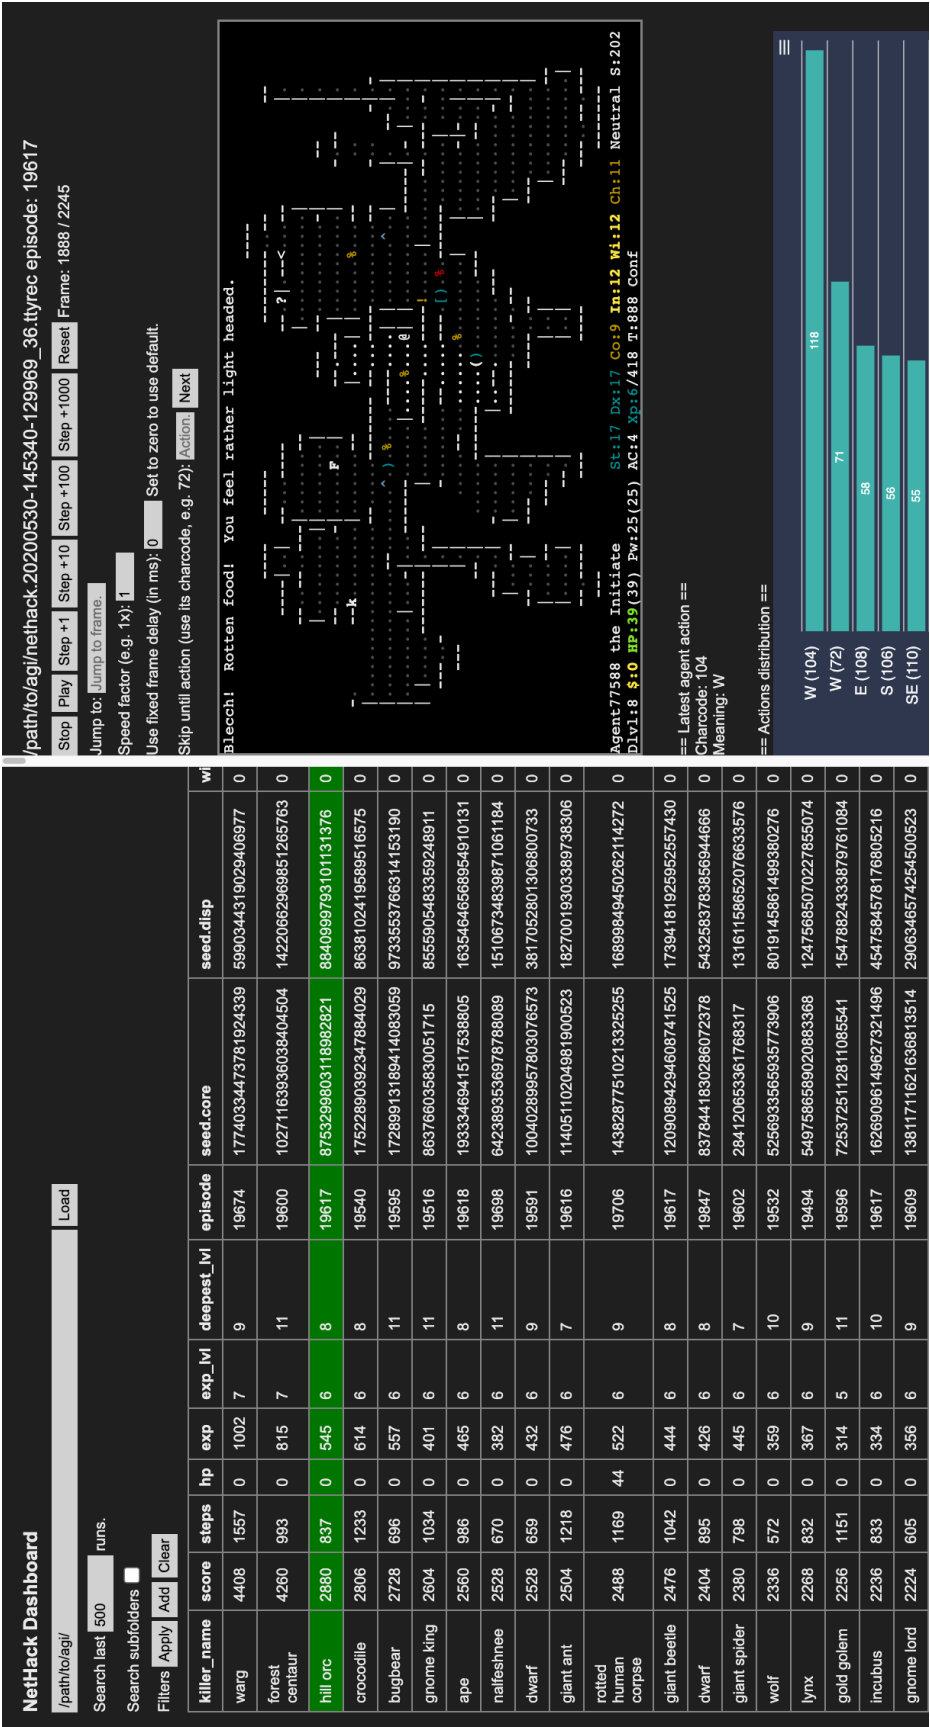 NetHack Dashboard
/path/to/agi/ Load
Search last 500 runs.
Search subfolders
Filters Apply Add Clear
killer_name score steps hp exp exp_lvl deepest_lvl episode seed.core seed.disp wi
warg 4408 1557 0 1002 7 9 19674 17740334473781924339 5990344319029406977 0
forest centaur 4260 993 0 815 7 11 19600 10271163936038404504 14220662969851265763 0
hill orc 2880 837 0 545 6 8 19617 8753299803118982821 8840999793101131376 0
crocodile 2806 1233 0 614 6 8 19540 17522890392347884029 8638102419589516575 0
bugbear 2728 696 0 557 6 11 19595 17289913189414083059 9733553766314153190 0
gnome king 2604 1034 0 401 6 11 19516 8637660358300517​15 8555905483359248911 0
ape 2560 986 0 465 6 8 19618 1933346941517538805 16354646566895491013​1 0
nalfeshnee 2528 670 0 382 6 11 19698 6423893536978788089 15106734839871061184 0
dwarf 2528 659 0 432 6 9 19591 10040289957803076573 3817052801306800733 0
giant ant 2504 1218 0 476 6 7 19616 11405110204981900523 18270019303389738306 0
rotted human corpse 2488 1169 44 522 6 9 19706 14382877510213325255 16899849450262114272 0
giant beetle 2476 1042 0 444 6 8 19617 12090894294608741525 17394181925952557430 0
dwarf 2404 895 0 426 6 8 19847 8378441830286072378 5432583783856944666 0
giant spider 2380 798 0 445 6 7 19602 2841206533617683​17 13161158652076633576 0
wolf 2336 572 0 359 6 10 19532 5256933565935773906 8019145861499380276 0
lynx 2268 832 0 367 6 9 19494 5497586589020883368 12475685070227855074 0
gold golem 2256 1151 0 314 5 11 19596 7253725112811085541 15478824333879761084 0
incubus 2236 833 0 334 6 10 19617 16269096149627321496 4547584578176805216 0
gnome lord 2224 605 0 356 6 9 19609 13811711621636813514 2906346574254500523 0
/path/to/agi/nethack.20200530-145340-129969_36.ttyrec episode: 19617
Stop Play Step +1 Step +10 Step +100 Step +1000 Reset Frame: 1888 / 2245
Jump to: Jump to frame.
Speed factor (e.g. 1x): 1
Use fixed frame delay (in ms): 0 Set to zero to use default.
Skip until action (use its charcode, e.g. 72): Action. Next
Blecch! Rotten food! You feel rather light headed.
Agent77588 the Initiate St:17 Dx:17 Co:9 In:12 Wi:12 Ch:11 Neutral S:202
Dlvl:8 $:0 HP:39(39) Pw:25(25) AC:4 Xp:6/418 T:888 Conf
== Latest agent action ==
Charcode: 104
Meaning: W
== Actions distribution ==
W (104) 118
W (72) 71
E (108) 58
S (106) 56
SE (110) 55